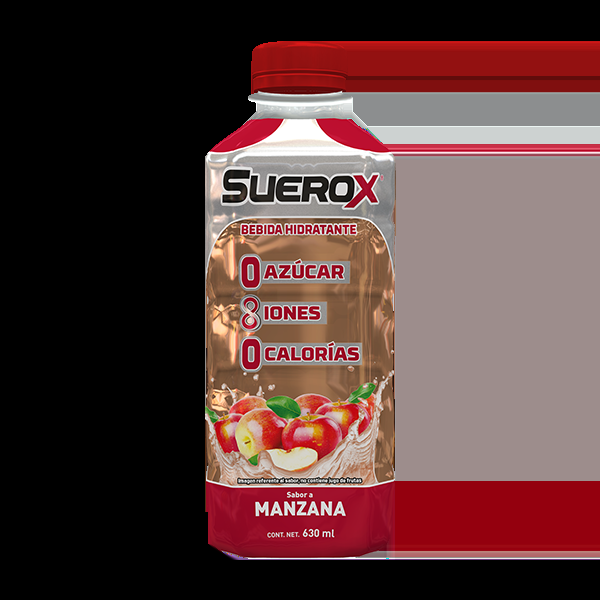 SUEROX
BEBIDA HIDRATANTE
0 AZÚCAR
8 IONES
0 CALORÍAS
Imagen referente al sabor, no contiene jugo de frutas
Sabor a
MANZANA
CONT. NET. 630 ml